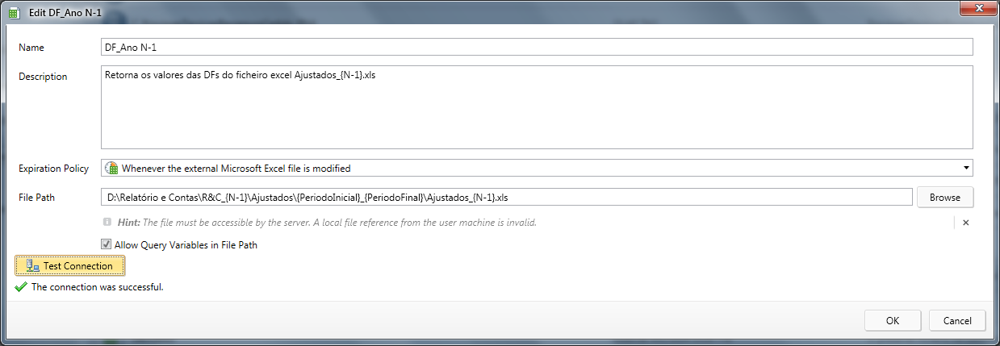 Edit DF_Ano N-1
Name
DF_Ano N-1
Description
Retorna os valores das DFs do ficheiro excel Ajustados_{N-1}.xls
Expiration Policy
Whenever the external Microsoft Excel file is modified
File Path
D:\Relatório e Contas\R&C_{N-1}\Ajustados\{PeriodoInicial}_{PeriodoFinal}\Ajustados_{N-1}.xls
Browse
Hint: The file must be accessible by the server. A local file reference from the user machine is invalid.
Allow Query Variables in File Path
Test Connection
The connection was successful.
OK
Cancel